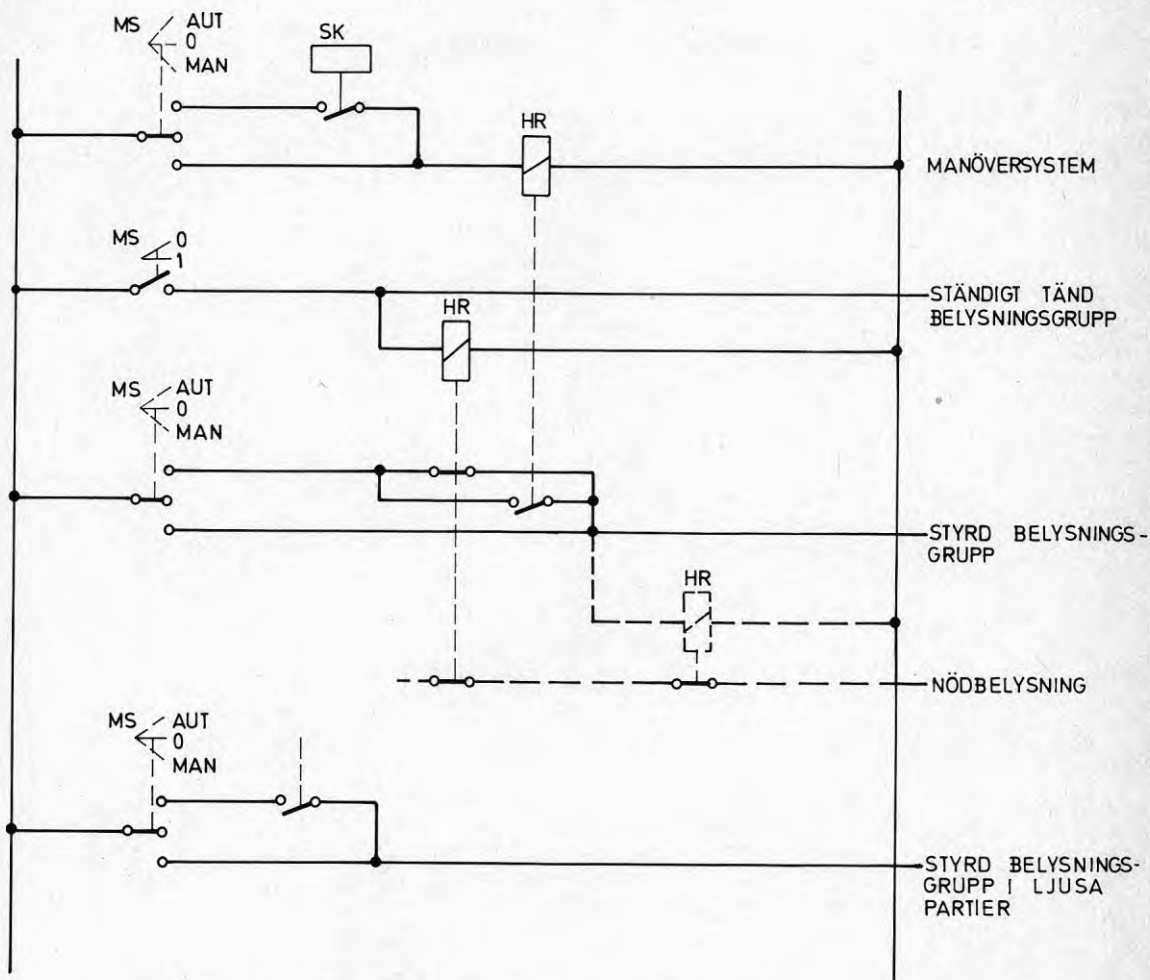 MS AUT
0
MAN
SK
HR
MANÖVERSYSTEM
MS 0
1
STÄNDIGT TÄND
BELYSNINGSGRUPP
HR
MS AUT
0
MAN
STYRD BELYSNINGS-
GRUPP
HR
NÖDBELYSNING
MS AUT
0
MAN
STYRD BELYSNINGS-
GRUPP I LJUSA
PARTIER